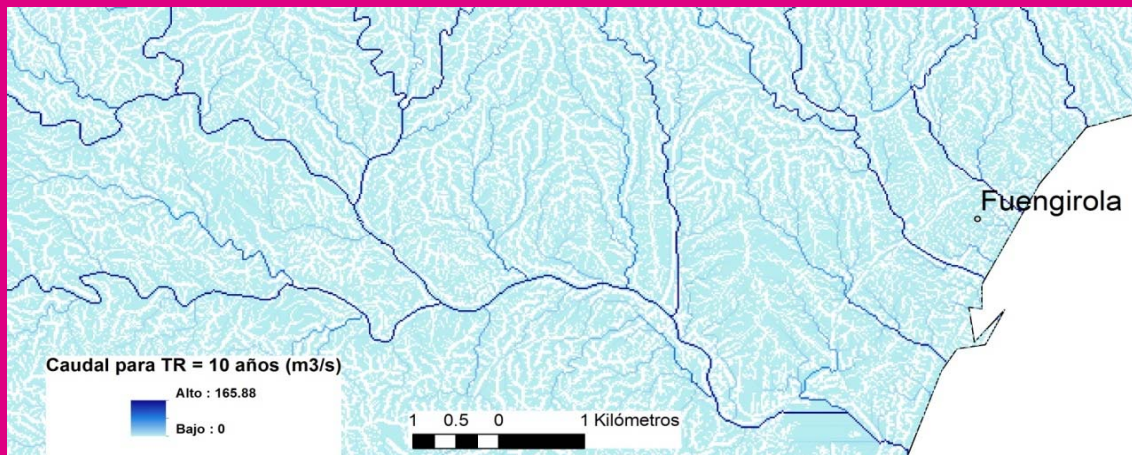 Fuengirola
Caudal para TR = 10 años (m3/s)
Alto : 165.88
Bajo : 0
1 0.5 0 1 Kilómetros